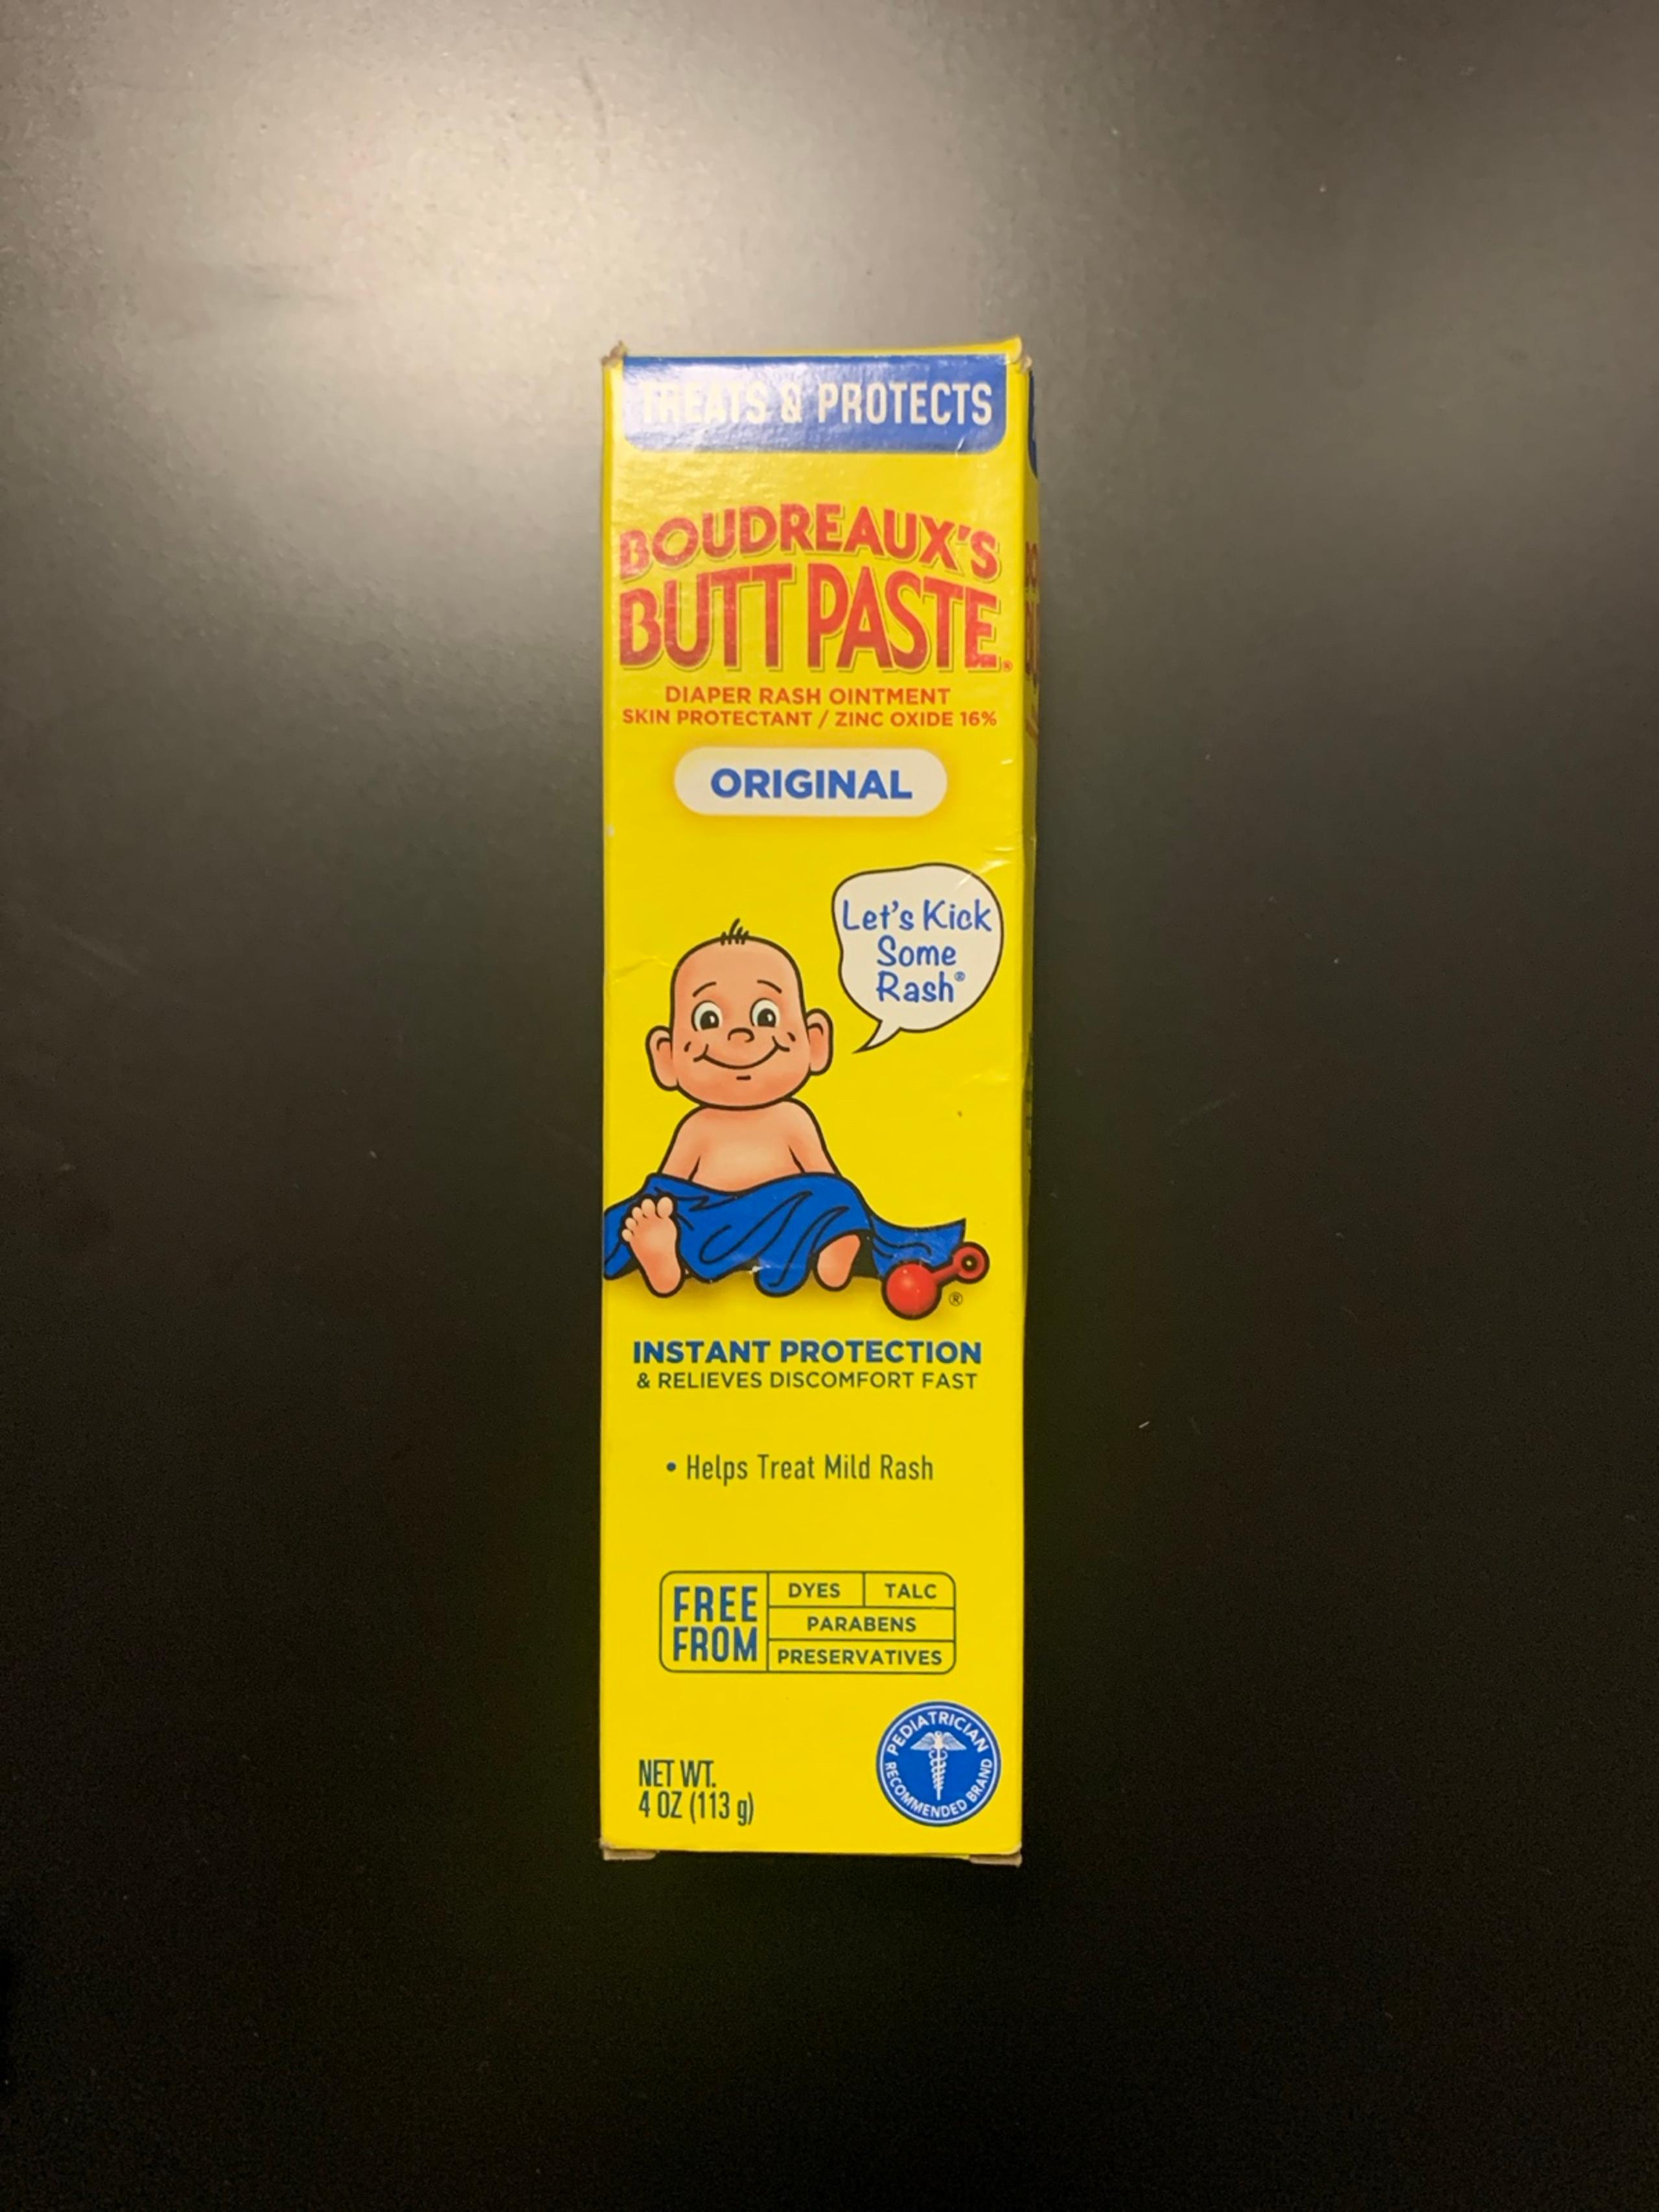 TREATS & PROTECTS
BOUDREAUX'S
BUTT PASTE®
DIAPER RASH OINTMENT
SKIN PROTECTANT / ZINC OXIDE 16%
ORIGINAL
Let's Kick
Some
Rash®
®
INSTANT PROTECTION
& RELIEVES DISCOMFORT FAST
• Helps Treat Mild Rash
FREE
FROM
DYES
TALC
PARABENS
PRESERVATIVES
NET WT.
4 OZ (113 g)
PEDIATRICIAN
RECOMMENDED BRAND